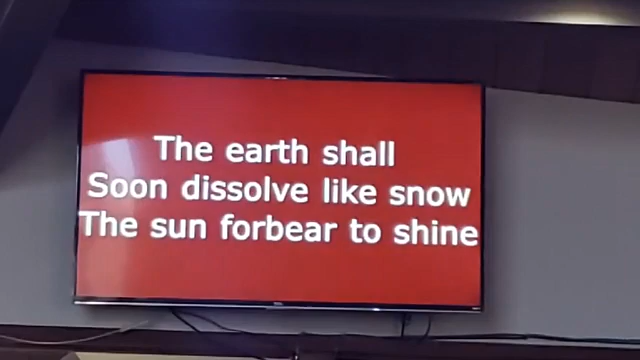 The earth shall
Soon dissolve like snow
The sun forbear to shine